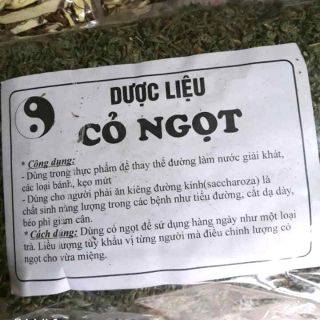 DƯỢC LIỆU
CỎ NGỌT
* Công dụng:
- Dùng trong thực phẩm để thay thế đường làm nước giải khát,
các loại bánh, kẹo mứt
- Dùng cho người phải ăn kiêng đường kính(saccharoza) là
chất sinh năng lượng trong các bệnh như tiểu đường, cắt dạ dày,
béo phì giảm cân.
* Cách dùng: Dùng cỏ ngọt để sử dụng hàng ngày như một loại
trà. Liều lượng tuỳ khẩu vị từng người mà điều chỉnh lượng cỏ
ngọt cho vừa miệng.